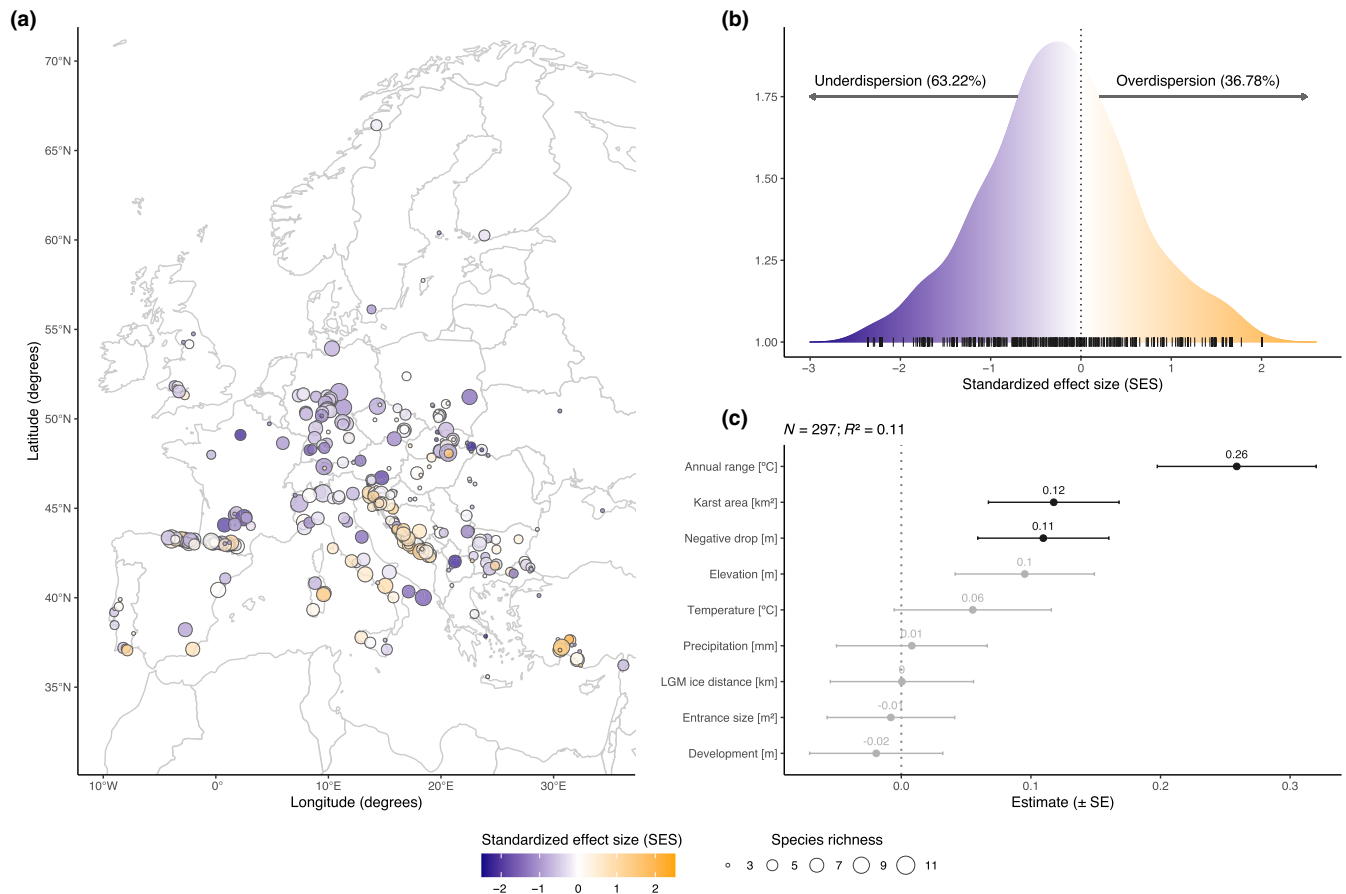 (a)
70°N
65°N
60°N
55°N
50°N
45°N
40°N
35°N
Latitude (degrees)
10°W 0° 10°E 20°E 30°E
Longitude (degrees)
(b)
Underdispersion (63.22%) Overdispersion (36.78%)
1.75
1.50
1.25
1.00
−3 −2 −1 0 1 2
Standardized effect size (SES)
(c)
N = 297; R² = 0.11
Annual range [°C] 0.26
Karst area [km²] 0.12
Negative drop [m] 0.11
Elevation [m] 0.1
Temperature [°C] 0.06
Precipitation [mm] 0.01
LGM ice distance [km] 0
Entrance size [m²] -0.01
Development [m] -0.02
0.0 0.1 0.2 0.3
Estimate (± SE)
Standardized effect size (SES)
−2 −1 0 1 2
Species richness
3 5 7 9 11